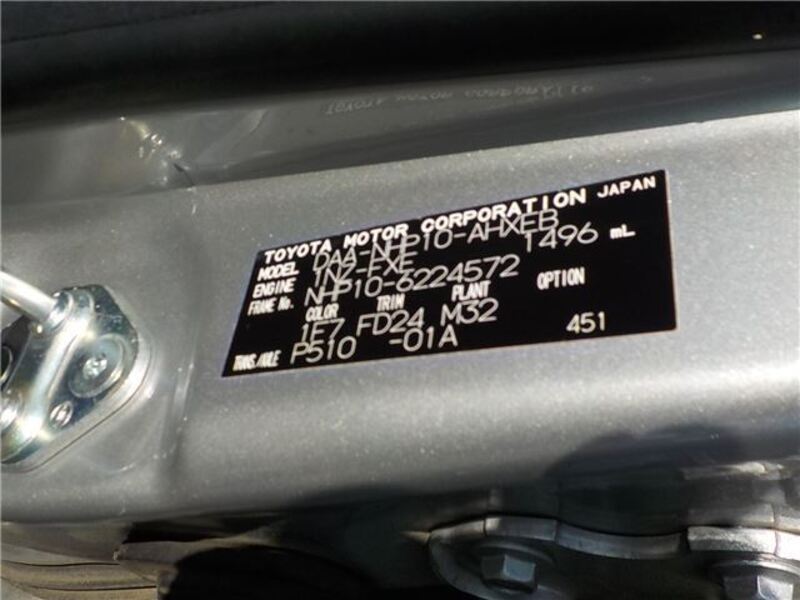 TOYOTA MOTOR CORPORATION JAPAN
MODEL DAA-NHP10-AHXEB
ENGINE 1NZ-FXE 1496 mL
FRAME No. NHP10-6224572
COLOR TRIM PLANT OPTION
1F7 FD24 M32
TRANS./AXLE P510 -01A 451